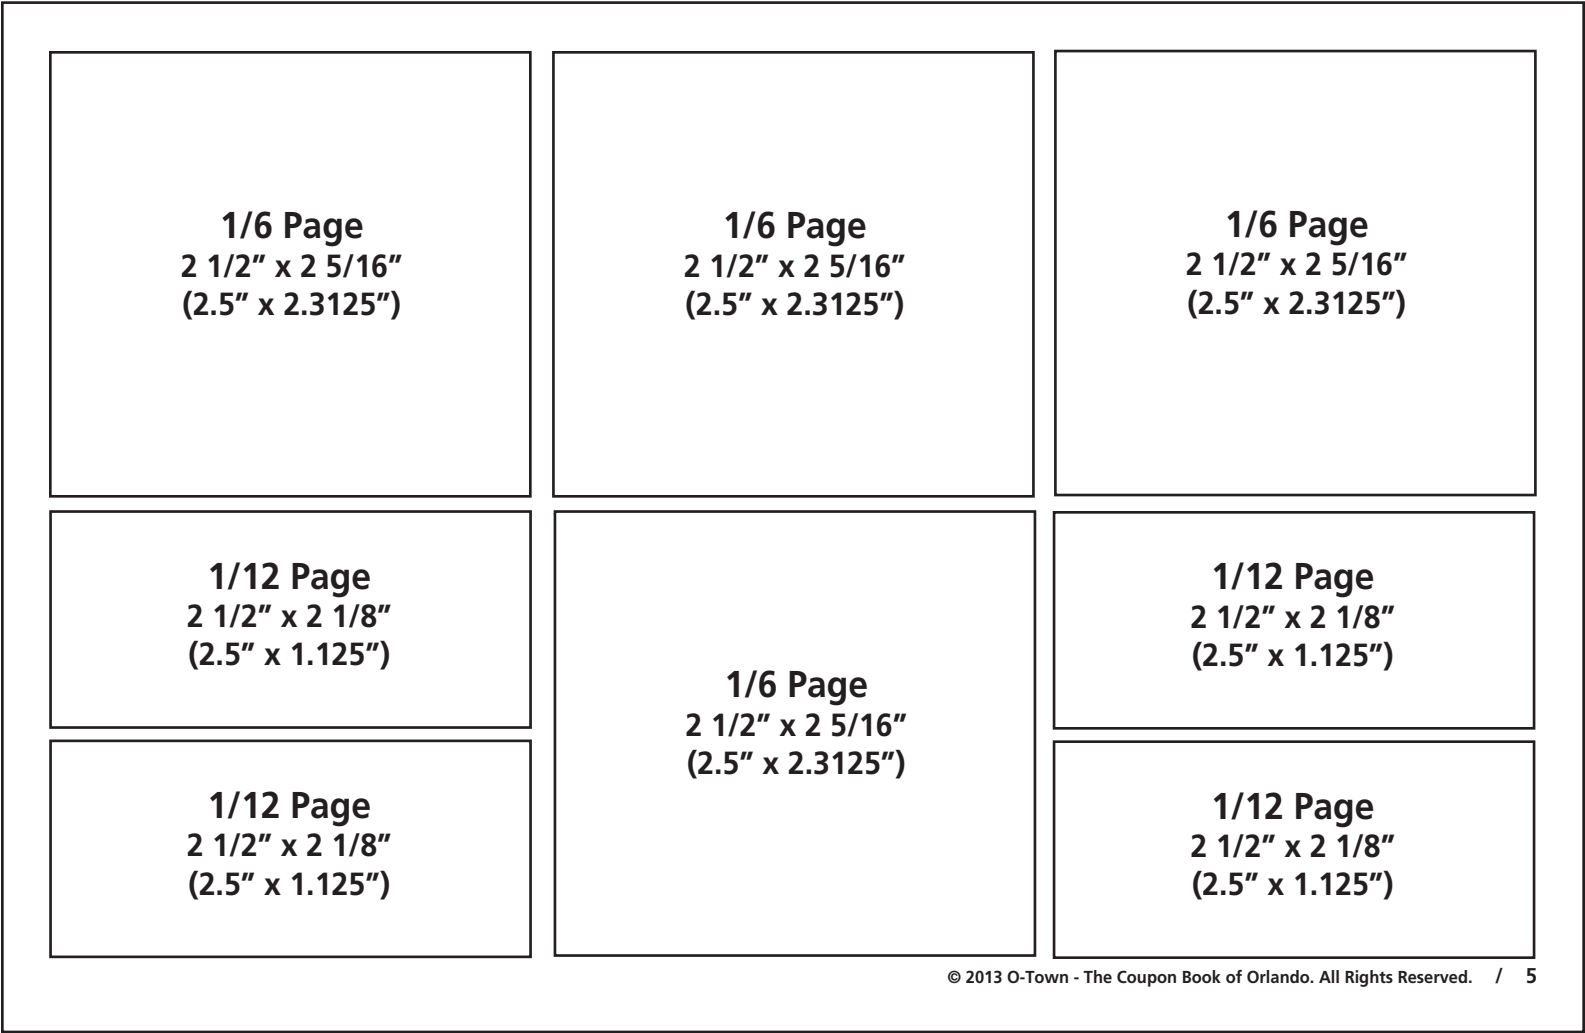 1/6 Page
2 1/2” x 2 5/16”
(2.5” x 2.3125”)
1/6 Page
2 1/2” x 2 5/16”
(2.5” x 2.3125”)
1/6 Page
2 1/2” x 2 5/16”
(2.5” x 2.3125”)
1/12 Page
2 1/2” x 2 1/8”
(2.5” x 1.125”)
1/12 Page
2 1/2” x 2 1/8”
(2.5” x 1.125”)
1/6 Page
2 1/2” x 2 5/16”
(2.5” x 2.3125”)
1/12 Page
2 1/2” x 2 1/8”
(2.5” x 1.125”)
1/12 Page
2 1/2” x 2 1/8”
(2.5” x 1.125”)
© 2013 O-Town - The Coupon Book of Orlando. All Rights Reserved. / 5